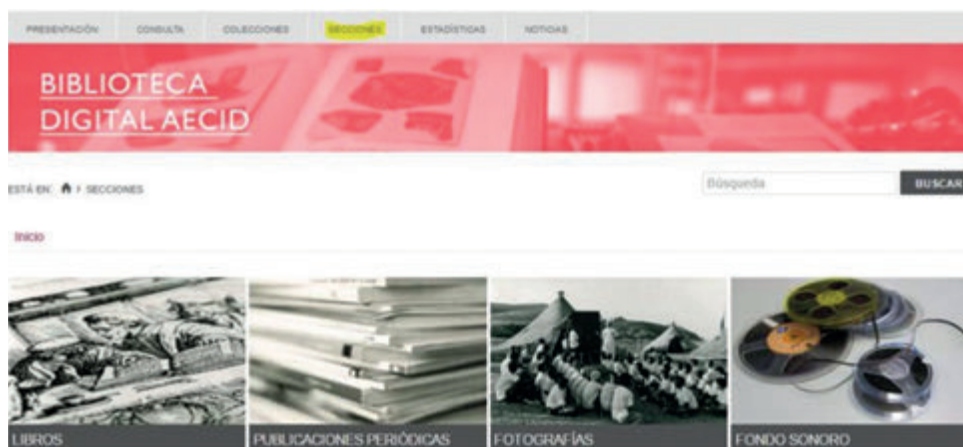 PRESENTACIÓN CONSULTA COLECCIONES SECCIONES ESTADÍSTICAS NOTICIAS
BIBLIOTECA
DIGITAL AECID
ESTÁ EN: › SECCIONES
Búsqueda BUSCAR
Inicio
LIBROS PUBLICACIONES PERIÓDICAS FOTOGRAFÍAS FONDO SONORO